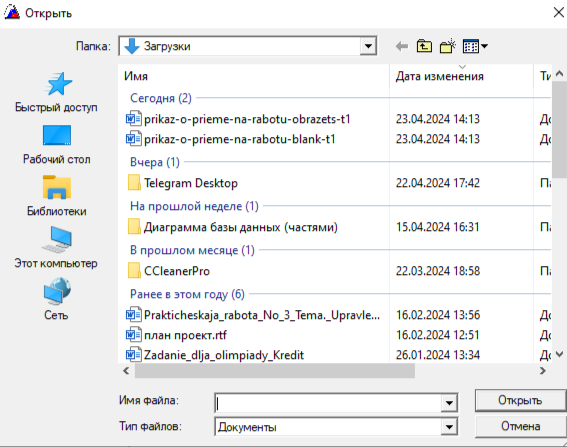 Открыть
Папка: Загрузки
Имя Дата изменения Ти
Сегодня (2)
prikaz-o-prieme-na-rabotu-obrazets-t1 23.04.2024 14:13 До
prikaz-o-prieme-na-rabotu-blank-t1 23.04.2024 14:13 До
Вчера (1)
Telegram Desktop 22.04.2024 17:42 Па
На прошлой неделе (1)
Диаграмма базы данных (частями) 15.04.2024 16:31 Па
В прошлом месяце (1)
CCleanerPro 22.03.2024 18:58 Па
Ранее в этом году (6)
Prakticheskaja_rabota_No_3_Tema._Upravle... 16.02.2024 13:56 До
план проект.rtf 16.02.2024 12:51 До
Zadanie_dlja_olimpiady_Kredit 26.01.2024 13:34 До
Быстрый доступ
Рабочий стол
Библиотеки
Этот компьютер
Сеть
Имя файла: Открыть
Тип файлов: Документы Отмена